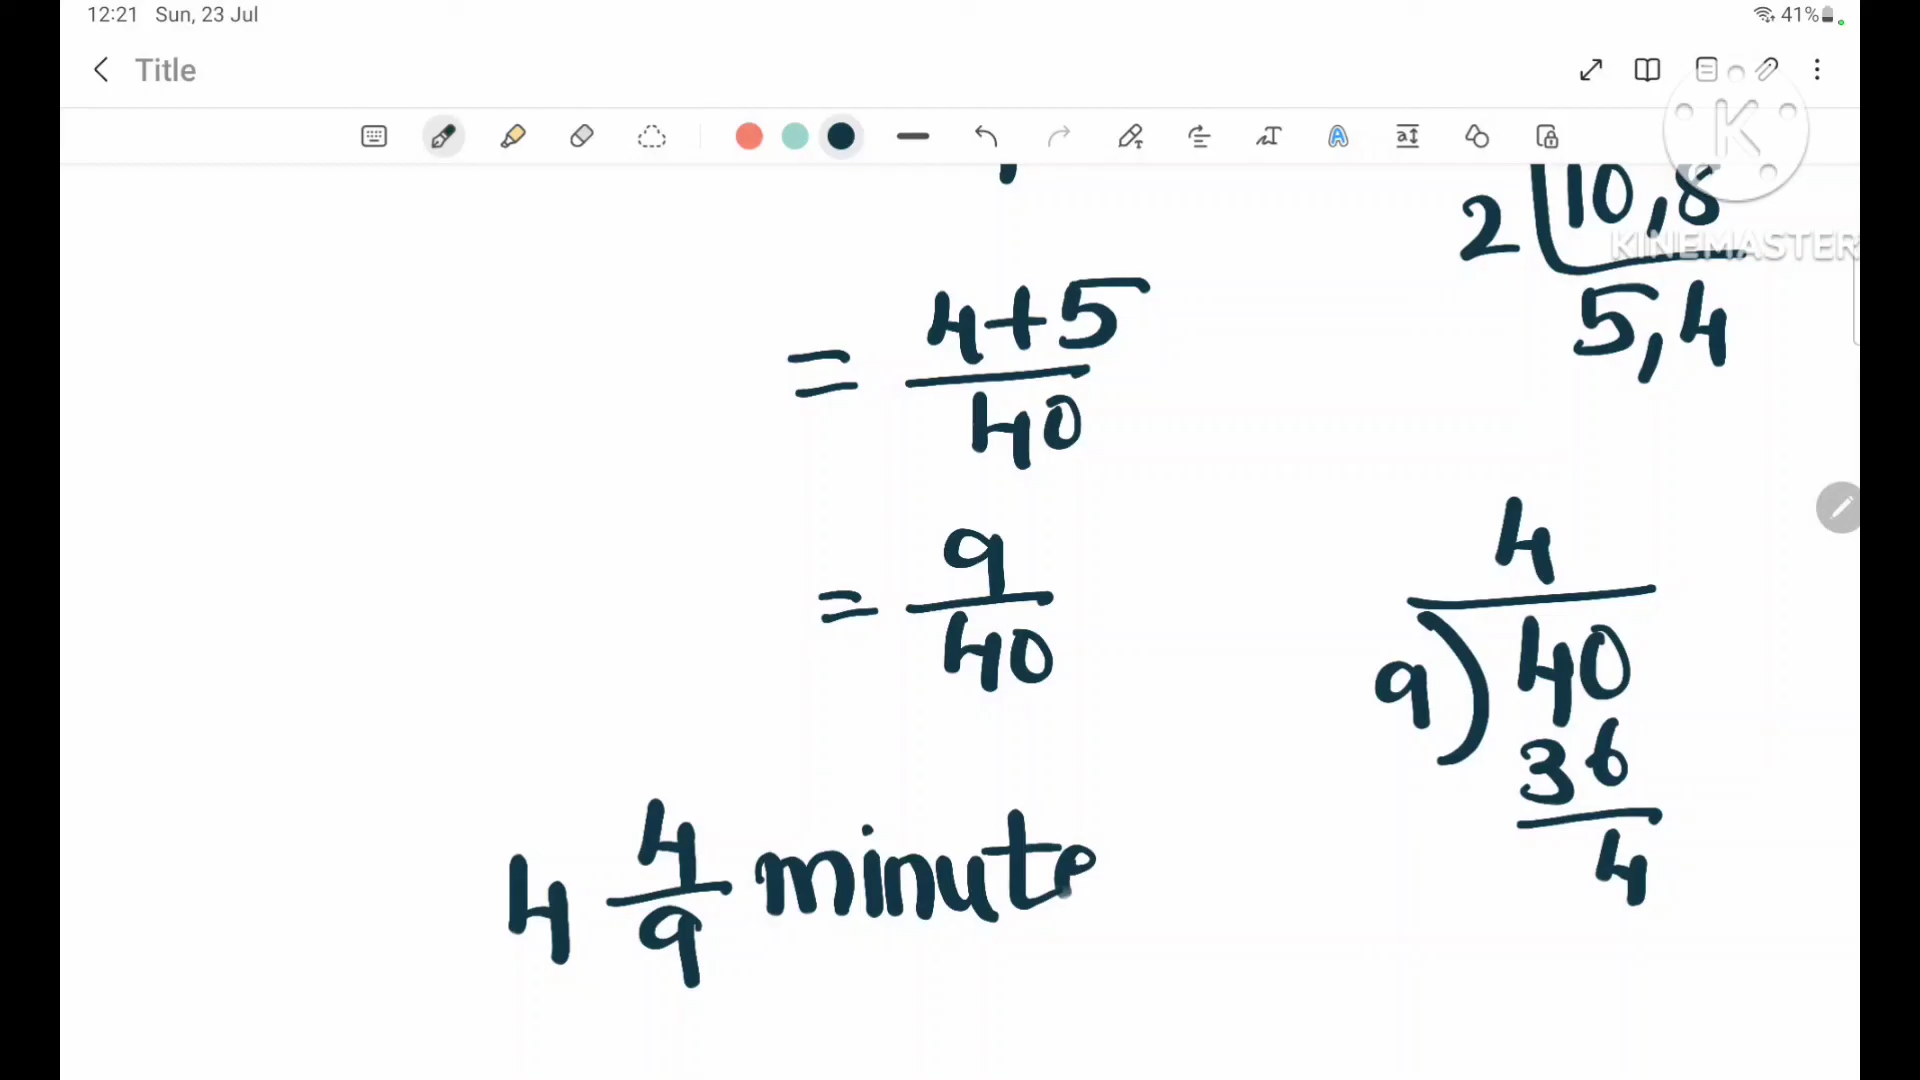 12:21 Sun, 23 Jul
41%
Title
K
KINEMASTER
2 10,8
5,4
= 4+5
40
= 9
40
4
9) 40
36
4
4 4/9 minute